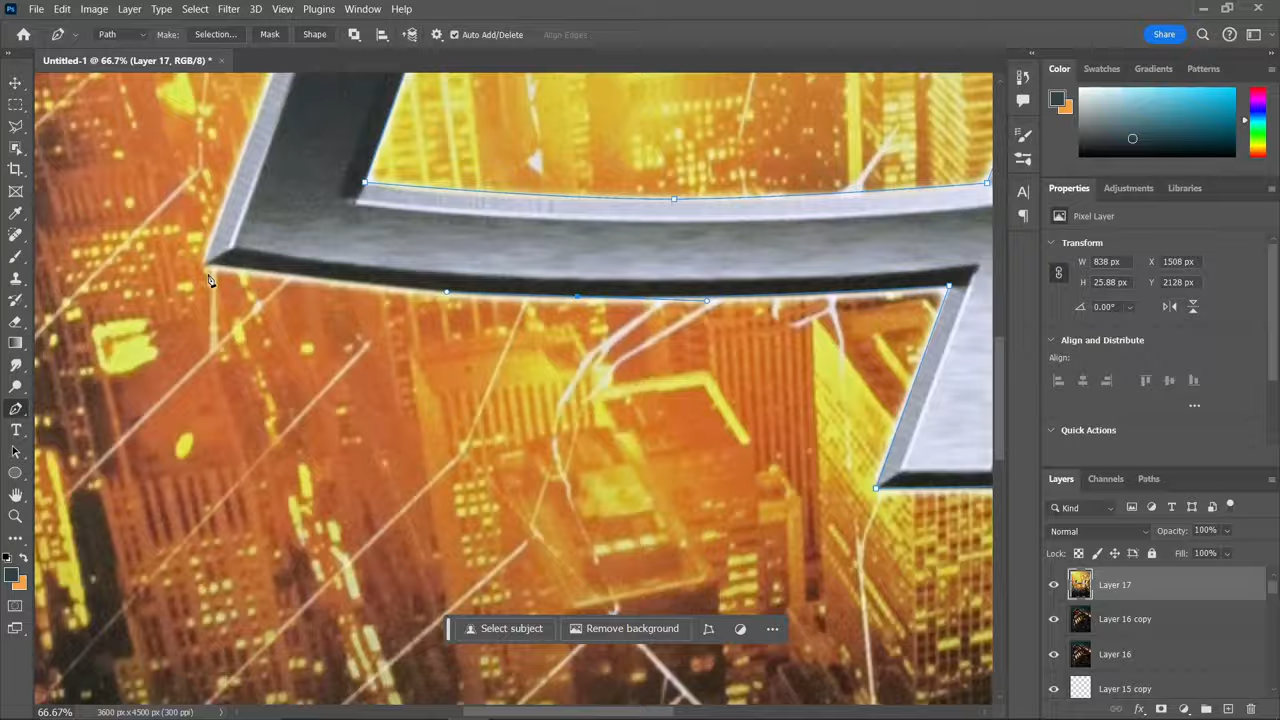 Ps File Edit Image Layer Type Select Filter 3D View Plugins Window Help
Path Make: Selection... Mask Shape Auto Add/Delete Align Edges Share
Untitled-1 @ 66.7% (Layer 17, RGB/8) *
Color Swatches Gradients Patterns
Properties Adjustments Libraries
Pixel Layer
Transform
W 838 px X 1508 px
H 25.88 px Y 2128 px
0.00°
Align and Distribute
Align:
Quick Actions
Layers Channels Paths
Kind
Normal Opacity: 100%
Lock: Fill: 100%
Layer 17
Layer 16 copy
Layer 16
Layer 15 copy
Select subject Remove background
66.67% 3600 px x 4500 px (300 ppi)